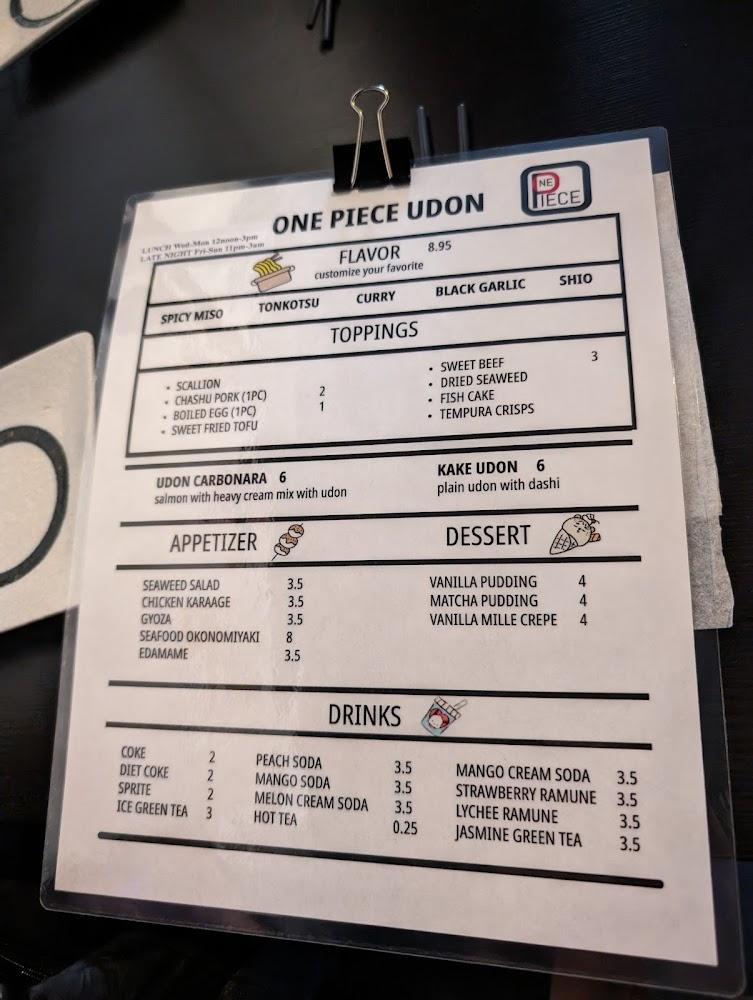 ONE PIECE UDON
NE
PIECE
LUNCH Wed-Mon 12noon-3pm
LATE NIGHT Fri-Sun 11pm-3am
FLAVOR 8.95
customize your favorite
SPICY MISO TONKOTSU CURRY BLACK GARLIC SHIO
TOPPINGS
• SCALLION
• CHASHU PORK (1PC) 2
• BOILED EGG (1PC) 1
• SWEET FRIED TOFU
• SWEET BEEF 3
• DRIED SEAWEED
• FISH CAKE
• TEMPURA CRISPS
UDON CARBONARA 6
salmon with heavy cream mix with udon
KAKE UDON 6
plain udon with dashi
APPETIZER
SEAWEED SALAD 3.5
CHICKEN KARAAGE 3.5
GYOZA 3.5
SEAFOOD OKONOMIYAKI 8
EDAMAME 3.5
DESSERT
VANILLA PUDDING 4
MATCHA PUDDING 4
VANILLA MILLE CREPE 4
DRINKS
COKE 2
DIET COKE 2
SPRITE 2
ICE GREEN TEA 3
PEACH SODA 3.5
MANGO SODA 3.5
MELON CREAM SODA 3.5
HOT TEA 0.25
MANGO CREAM SODA 3.5
STRAWBERRY RAMUNE 3.5
LYCHEE RAMUNE 3.5
JASMINE GREEN TEA 3.5